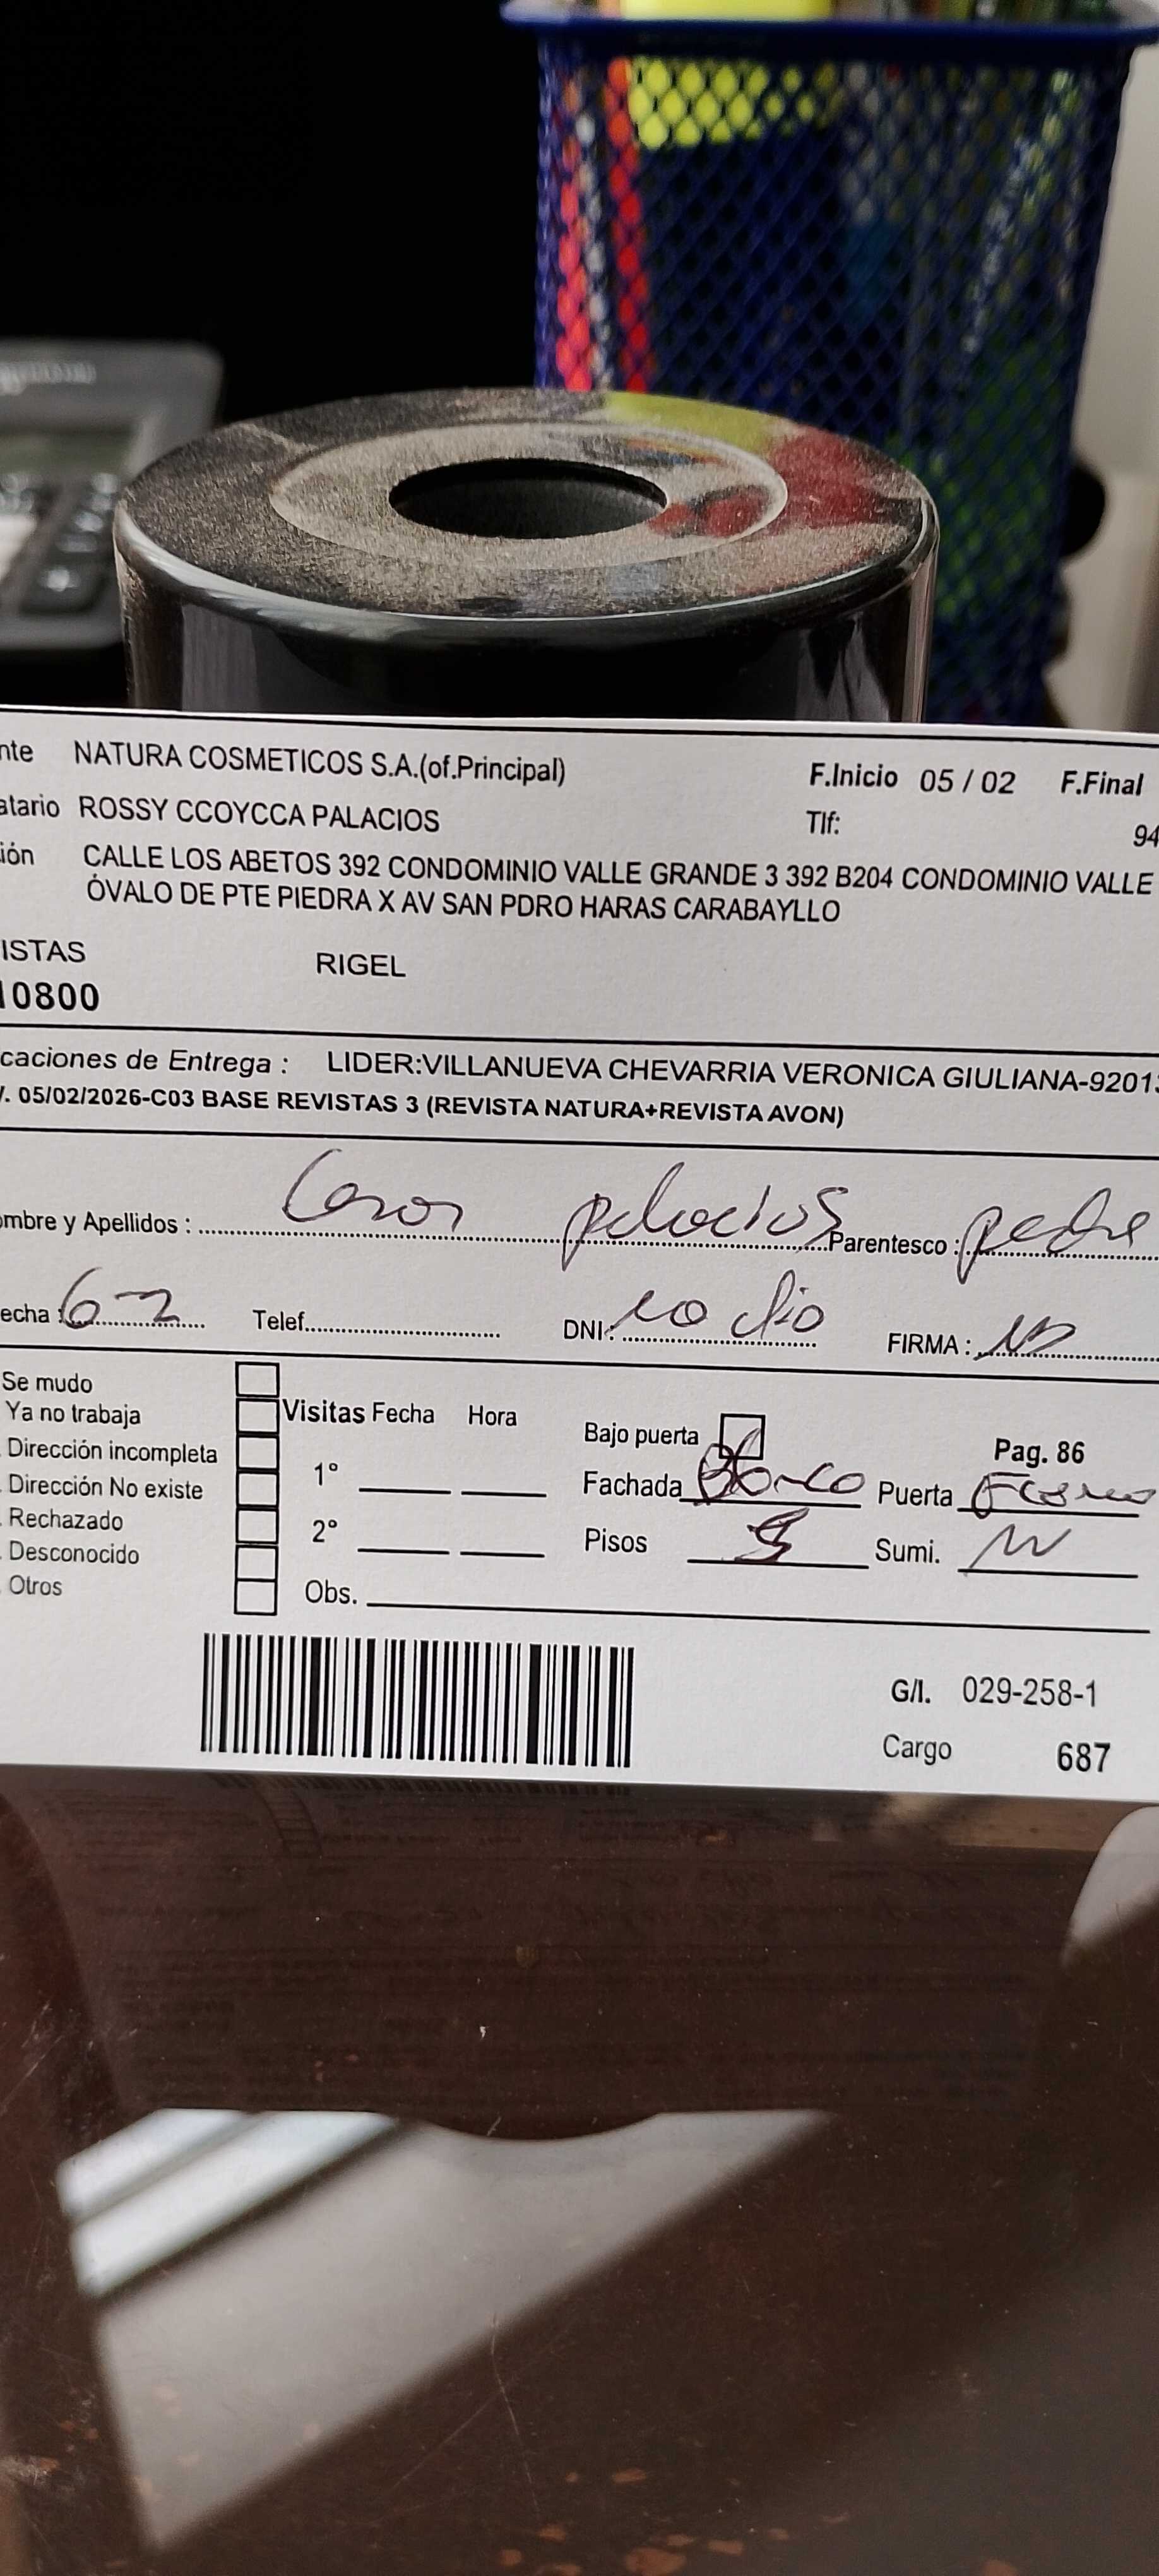 nte NATURA COSMETICOS S.A.(of.Principal) F.Inicio 05 / 02 F.Final
atario ROSSY CCOYCCA PALACIOS Tlf: 94
ión CALLE LOS ABETOS 392 CONDOMINIO VALLE GRANDE 3 392 B204 CONDOMINIO VALLE
ÓVALO DE PTE PIEDRA X AV SAN PDRO HARAS CARABAYLLO
ISTAS RIGEL
10800
caciones de Entrega : LIDER:VILLANUEVA CHEVARRIA VERONICA GIULIANA-92013
/. 05/02/2026-C03 BASE REVISTAS 3 (REVISTA NATURA+REVISTA AVON)
ombre y Apellidos : palacios Parentesco : padre
echa : 6-2 Telef. DNI : no dio FIRMA :
Se mudo
Ya no trabaja Visitas Fecha Hora Bajo puerta Pag. 86
Dirección incompleta
Dirección No existe 1° Fachada Blanco Puerta
Rechazado
Desconocido 2° Pisos Sumi.
Otros Obs.
G/I. 029-258-1
Cargo 687